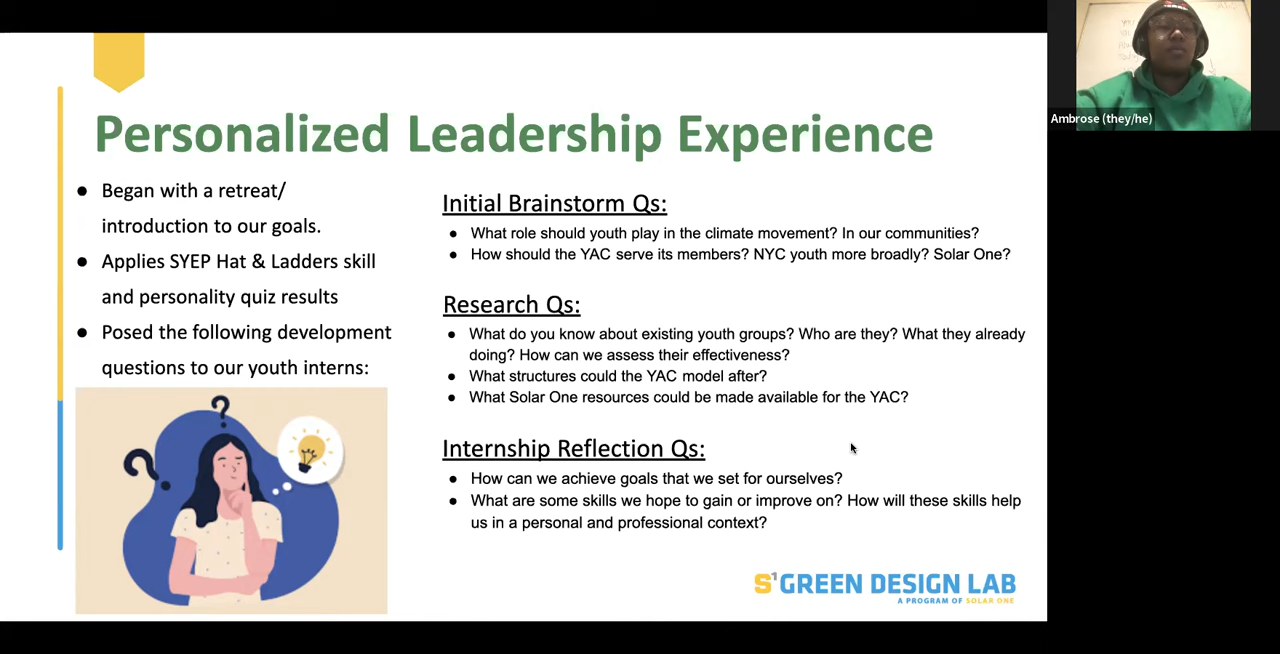 Personalized Leadership Experience
● Began with a retreat/
introduction to our goals.
● Applies SYEP Hat & Ladders skill
and personality quiz results
● Posed the following development
questions to our youth interns:
Initial Brainstorm Qs:
● What role should youth play in the climate movement? In our communities?
● How should the YAC serve its members? NYC youth more broadly? Solar One?
Research Qs:
● What do you know about existing youth groups? Who are they? What they already
doing? How can we assess their effectiveness?
● What structures could the YAC model after?
● What Solar One resources could be made available for the YAC?
Internship Reflection Qs:
● How can we achieve goals that we set for ourselves?
● What are some skills we hope to gain or improve on? How will these skills help
us in a personal and professional context?
S¹ GREEN DESIGN LAB
A PROGRAM OF SOLAR ONE
Ambrose (they/he)